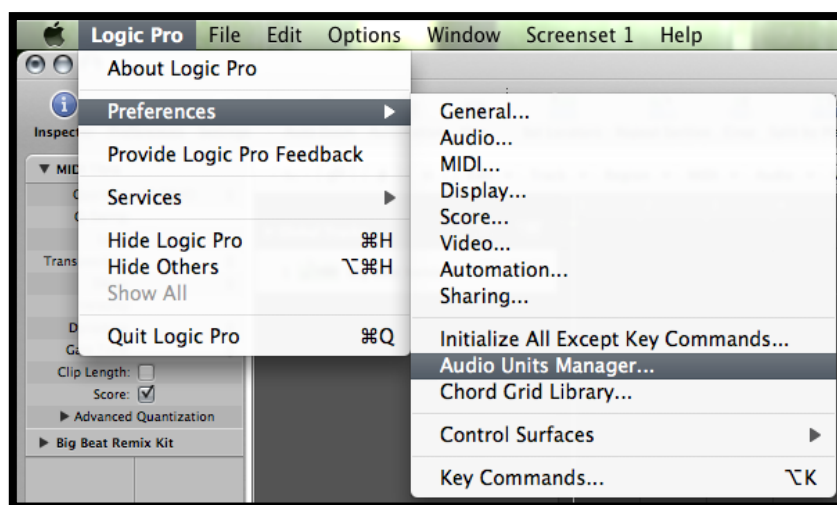 Logic Pro File Edit Options Window Screenset 1 Help
About Logic Pro
Preferences
Provide Logic Pro Feedback
Services
Hide Logic Pro ⌘H
Hide Others ⌥⌘H
Show All
Quit Logic Pro ⌘Q
General...
Audio...
MIDI...
Display...
Score...
Video...
Automation...
Sharing...
Initialize All Except Key Commands...
Audio Units Manager...
Chord Grid Library...
Control Surfaces
Key Commands... ⌥K
Inspect
Trans
Clip Length:
Score:
Advanced Quantization
Big Beat Remix Kit